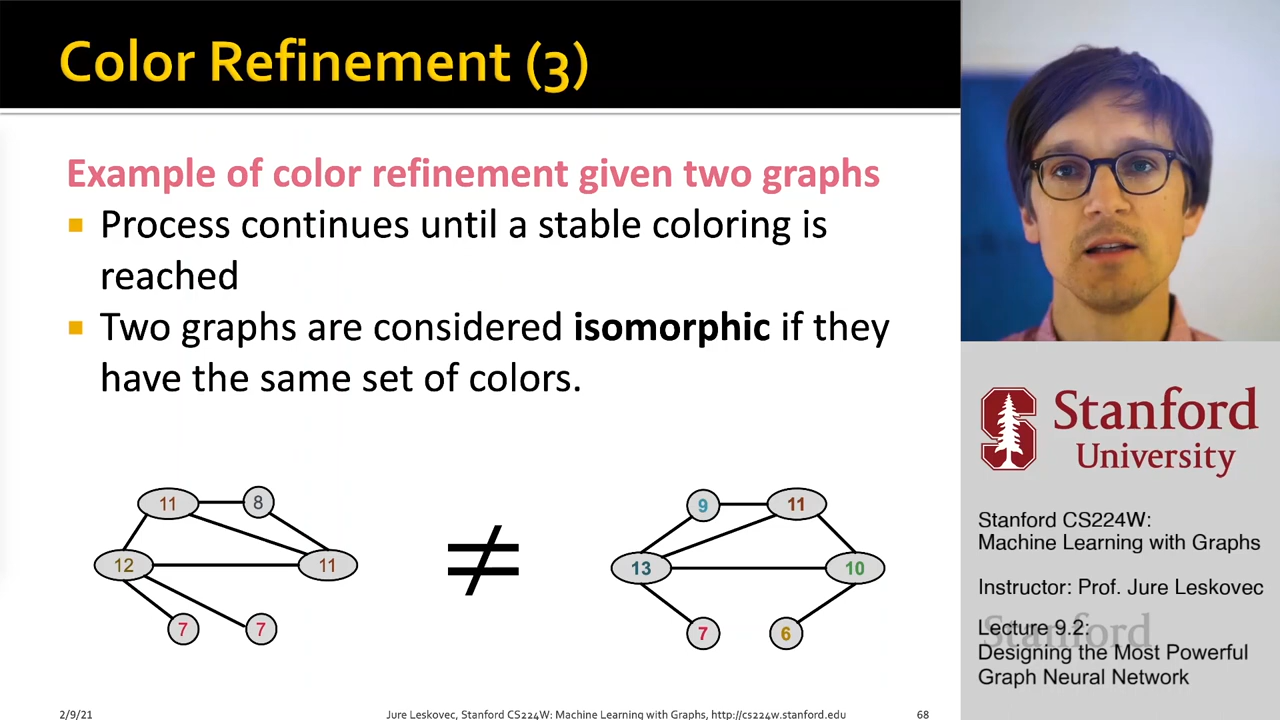 Color Refinement (3)
Example of color refinement given two graphs
■ Process continues until a stable coloring is
reached
■ Two graphs are considered isomorphic if they
have the same set of colors.
11 8
12 11
7 7
≠
9 11
13 10
7 6
2/9/21
Jure Leskovec, Stanford CS224W: Machine Learning with Graphs, http://cs224w.stanford.edu
68
S
Stanford
University
Stanford CS224W:
Machine Learning with Graphs
Instructor: Prof. Jure Leskovec
Stanford
Lecture 9.2:
Designing the Most Powerful
Graph Neural Network